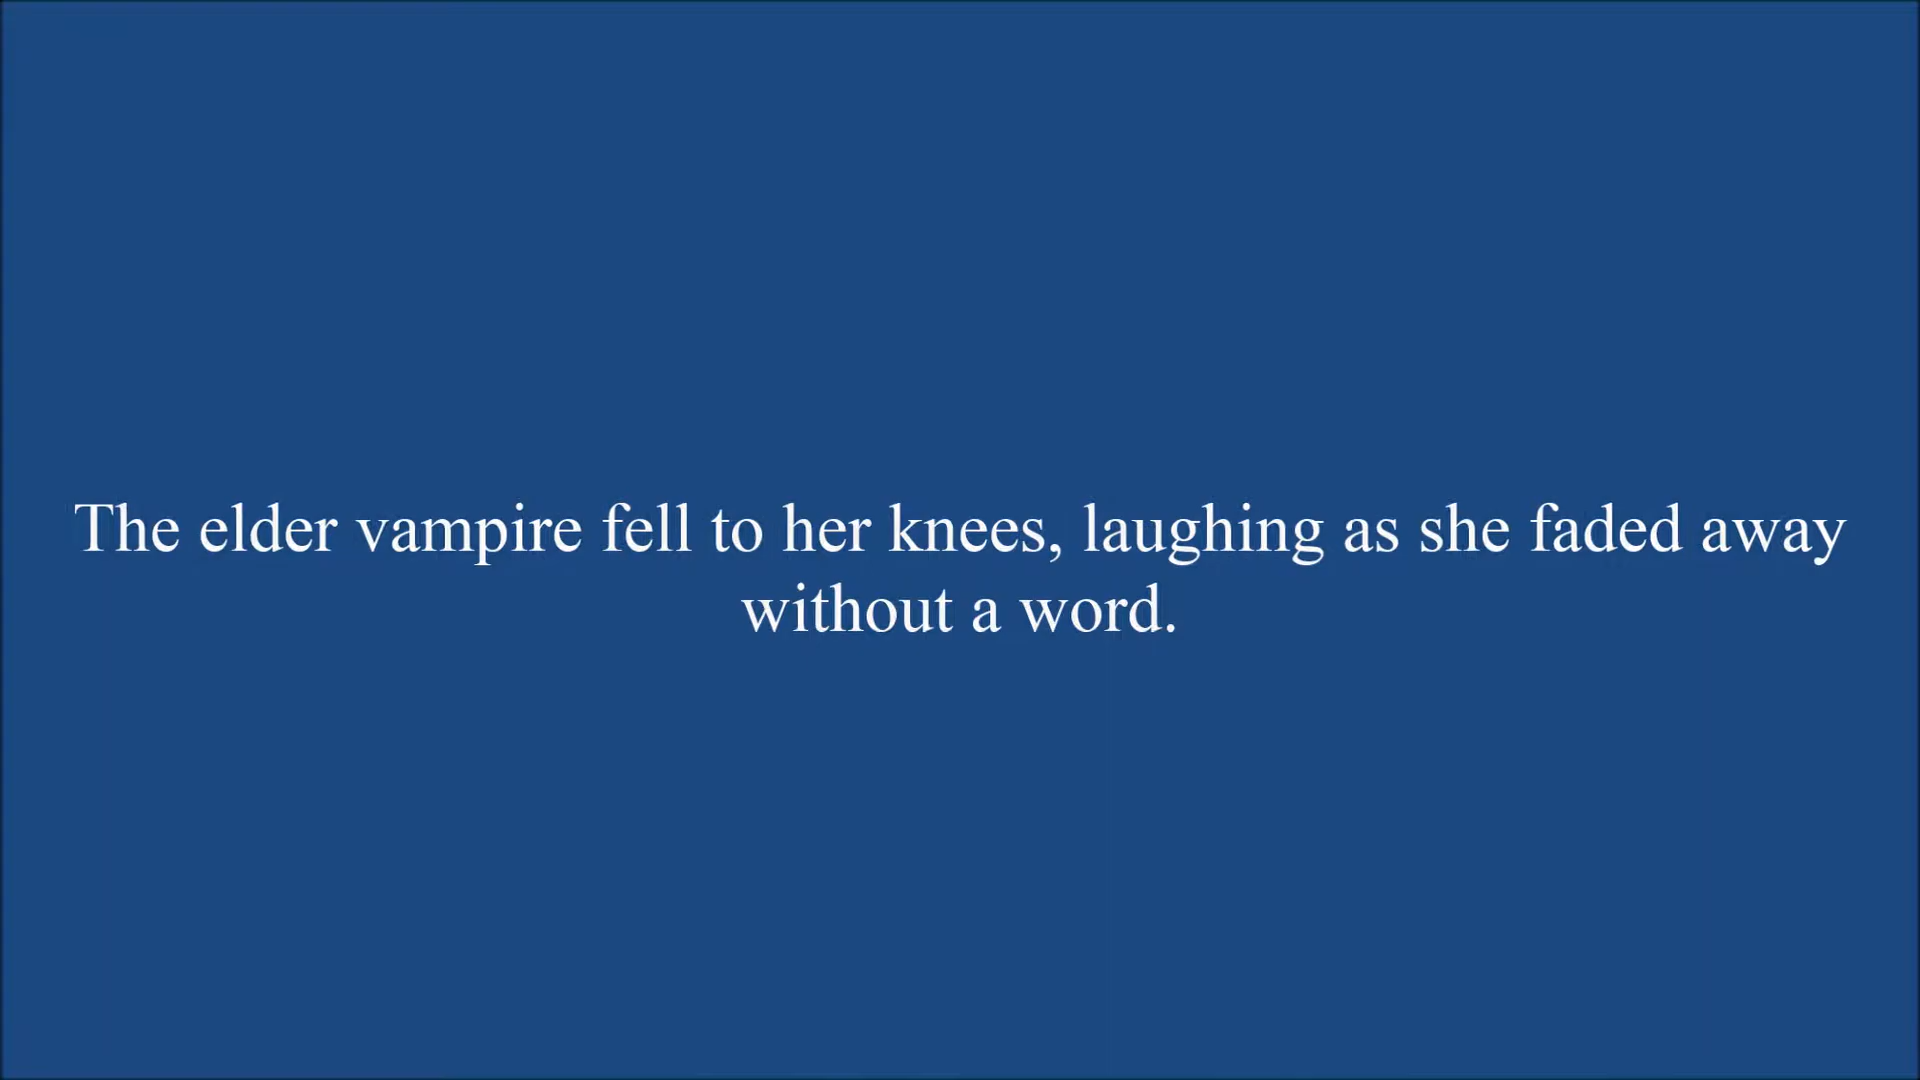 The elder vampire fell to her knees, laughing as she faded away
without a word.